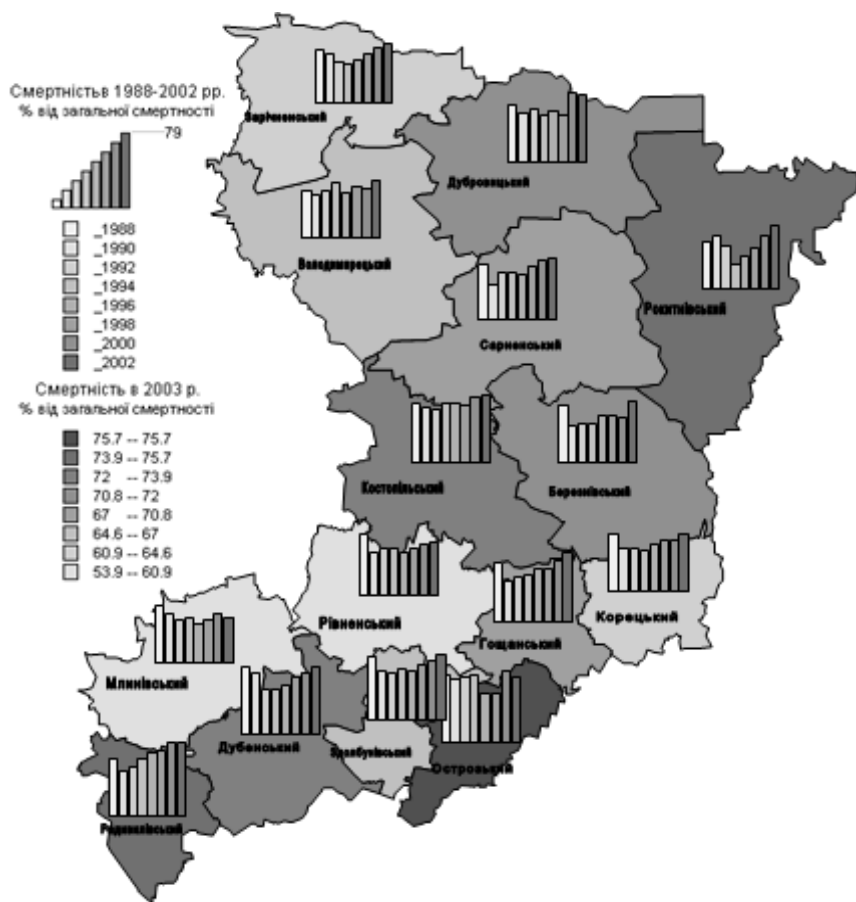 Смертність в 1988-2002 рр.
% від загальної смертності
79
_1988
_1990
_1992
_1994
_1996
_1998
_2000
_2002
Смертність в 2003 р.
% від загальної смертності
75.7 -- 75.7
73.9 -- 75.7
72 -- 73.9
70.8 -- 72
67 -- 70.8
64.6 -- 67
60.9 -- 64.6
53.9 -- 60.9
Зарічненський
Дубровицький
Володимирецький
Рокитнівський
Сарненський
Костопільський
Березнівський
Рівненський
Гощанський
Корецький
Млинівський
Дубенський
Здолбунівський
Острозький
Радивилівський